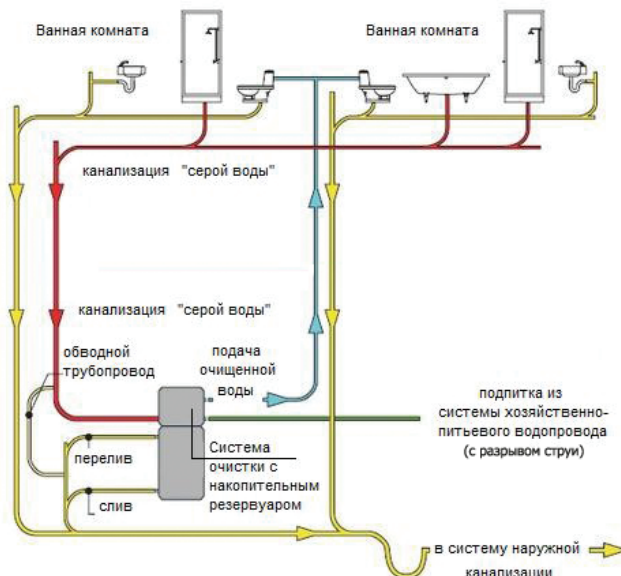 Ванная комната
Ванная комната
канализация "серой воды"
канализация "серой воды"
обводной
трубопровод
подача
очищенной
воды
подпитка из
системы хозяйственно-
питьевого водопровода
(с разрывом струи)
перелив
Система
очистки с
накопительным
резервуаром
слив
в систему наружной
канализации